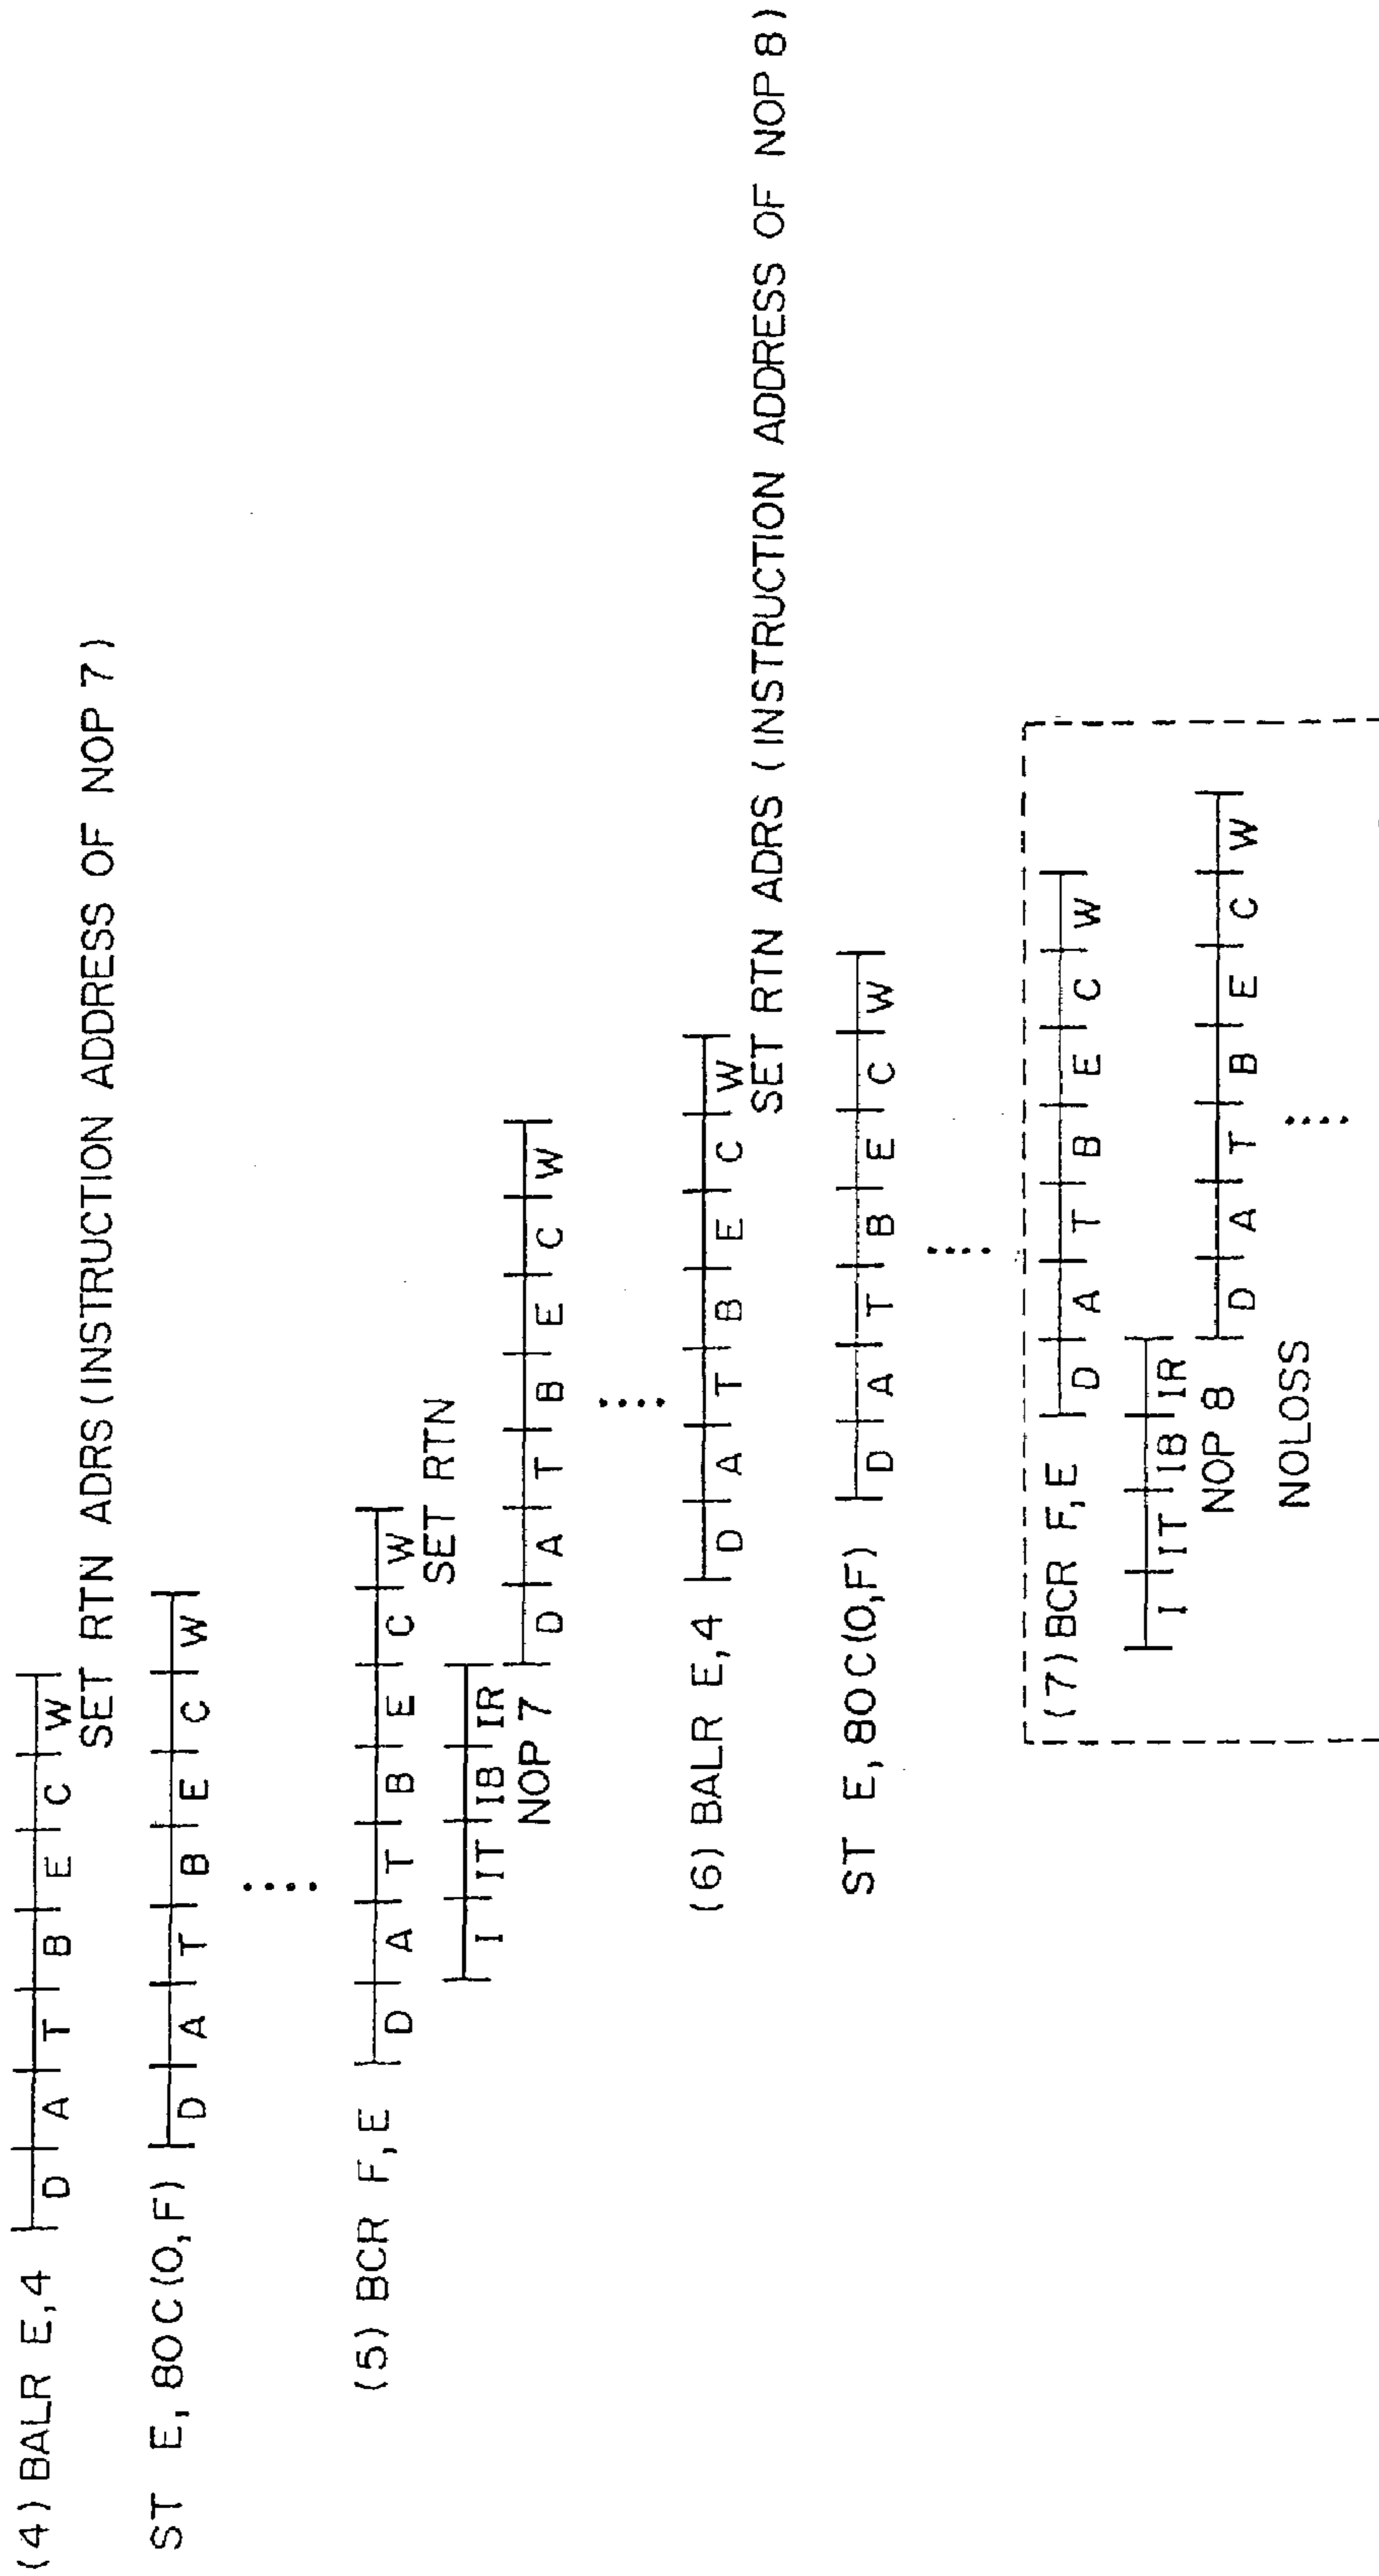 (4) BALR E,4
D A T B E C W
SET RTN ADRS (INSTRUCTION ADDRESS OF NOP 7)
ST E, 80C (0,F)
D A T B E C W
(5) BCR F,E
D A T B E C W
SET RTN
I IT IB IR
NOP 7
D A T B E C W
(6) BALR E,4
D A T B E C W
SET RTN ADRS (INSTRUCTION ADDRESS OF NOP 8)
ST E, 80C (0,F)
D A T B E C W
(7) BCR F,E
D A T B E C W
I IT IB IR
NOP 8
D A T B E C W
NOLOSS